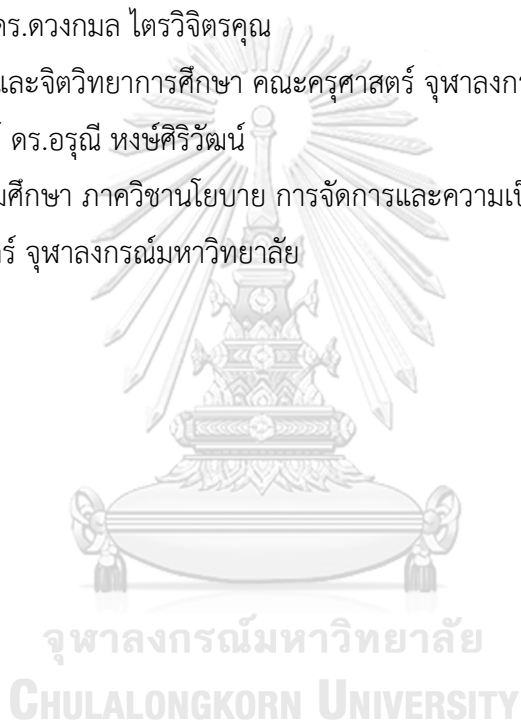 ดร.ดวงกมล ไตรวิจิตรคุณ
และจิตวิทยาการศึกษา คณะครุศาสตร์ จุฬาลงกร
ดร.อรุณี หงษ์ศิริวัฒน์
มศึกษา ภาควิชานโยบาย การจัดการและความเป็
ร์ จุฬาลงกรณ์มหาวิทยาลัย
จุฬาลงกรณ์มหาวิทยาลัย
CHULALONGKORN UNIVERSITY